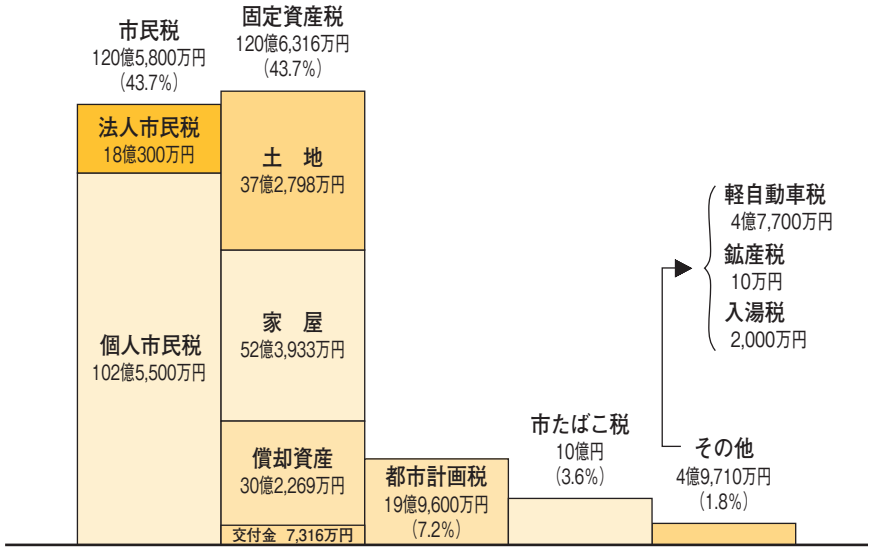 市民税
120億5,800万円
(43.7%)
固定資産税
120億6,316万円
(43.7%)
法人市民税
18億300万円
個人市民税
102億5,500万円
土 地
37億2,798万円
家 屋
52億3,933万円
償却資産
30億2,269万円
交付金 7,316万円
都市計画税
19億9,600万円
(7.2%)
市たばこ税
10億円
(3.6%)
その他
4億9,710万円
(1.8%)
軽自動車税
4億7,700万円
鉱産税
10万円
入湯税
2,000万円